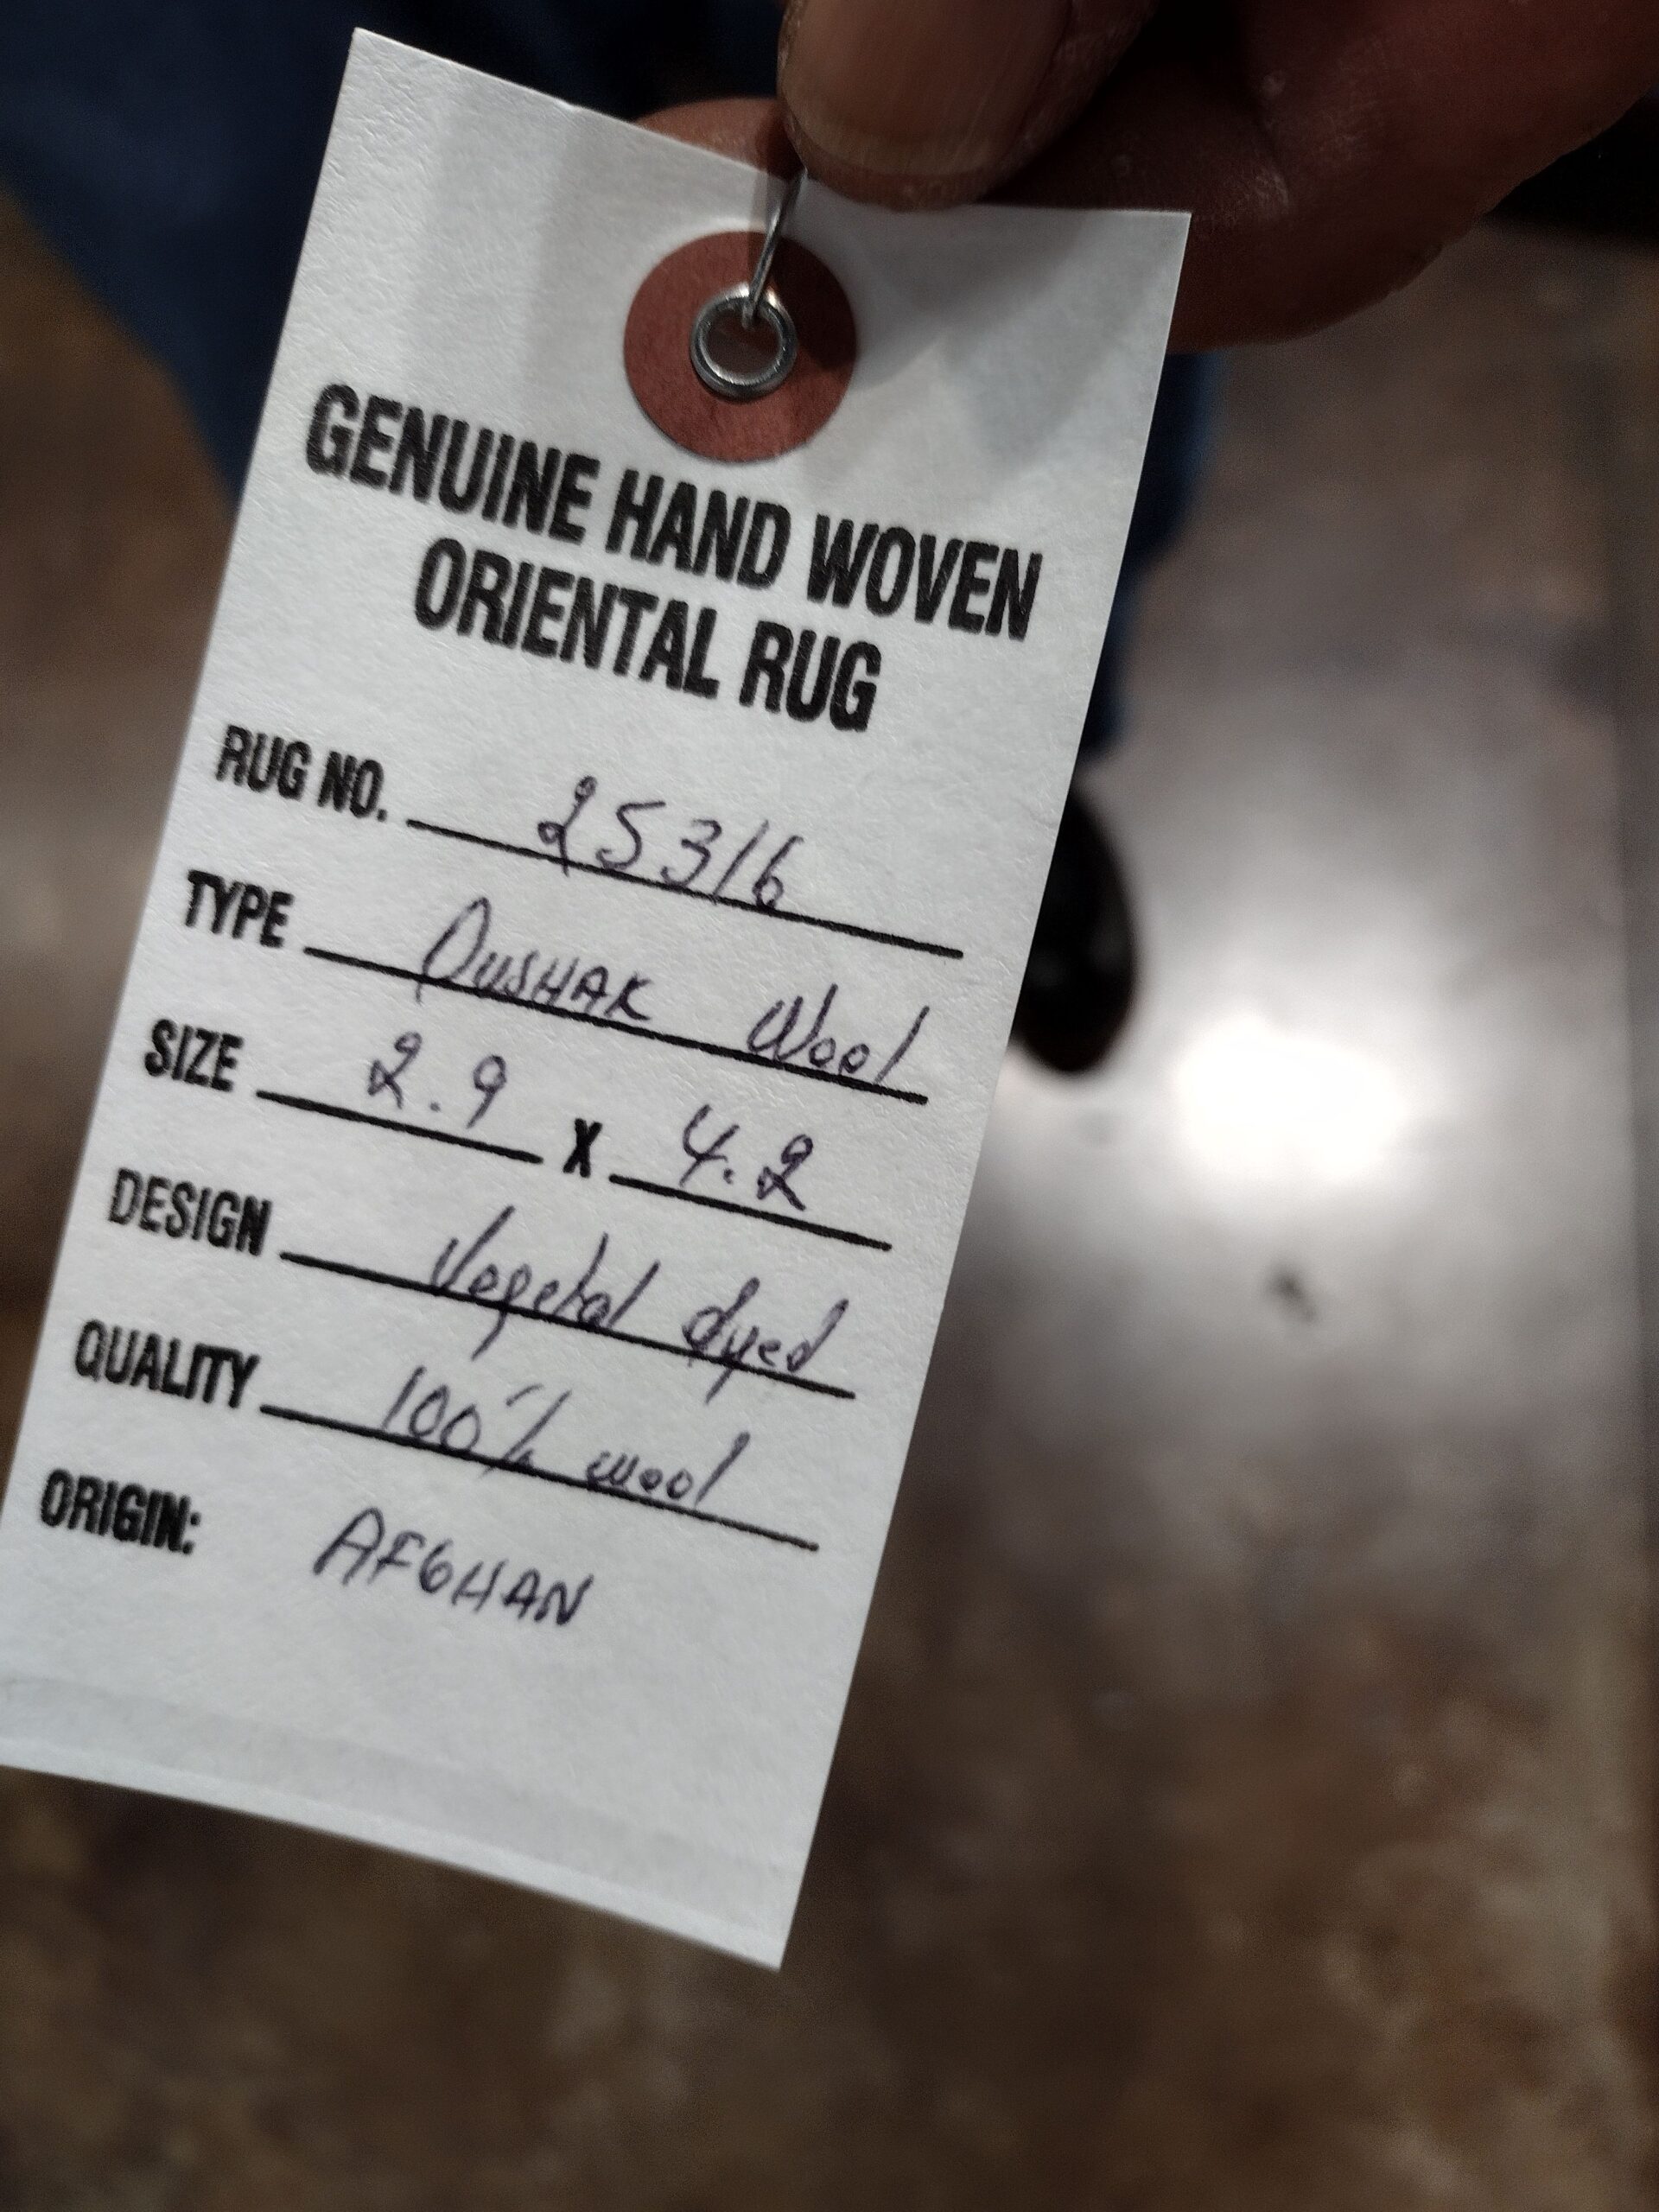 GENUINE HAND WOVEN
ORIENTAL RUG
RUG NO. 25316
TYPE OUSHAK Wool
SIZE 2.9 X 4.2
DESIGN Vegetal dyed
QUALITY 100% wool
ORIGIN: AFGHAN